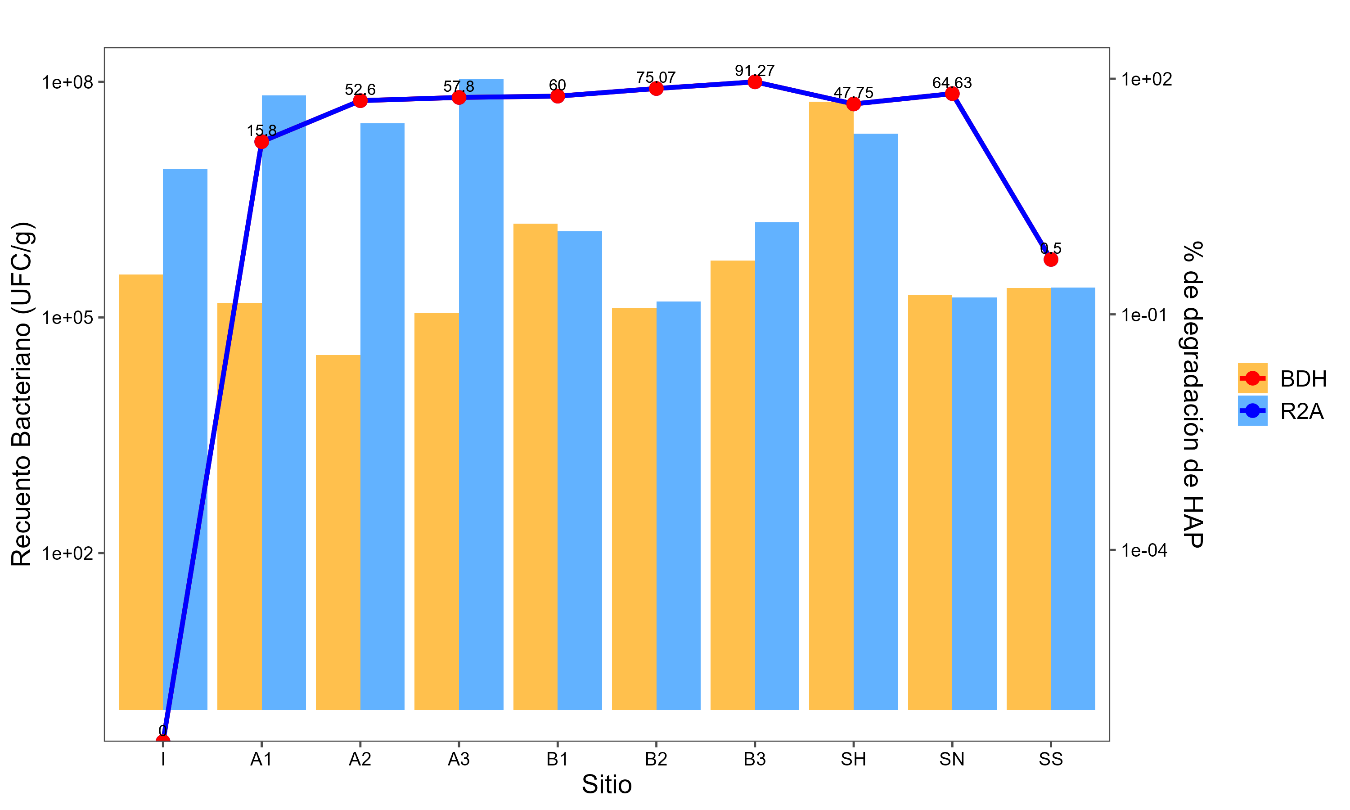 1e+08
1e+05
1e+02
Recuento Bacteriano (UFC/g)
0
15.8
52.6
57.8
60
75.07
91.27
47.75
64.63
0.5
1e+02
1e-01
1e-04
% de degradación de HAP
I A1 A2 A3 B1 B2 B3 SH SN SS
Sitio
BDH
R2A